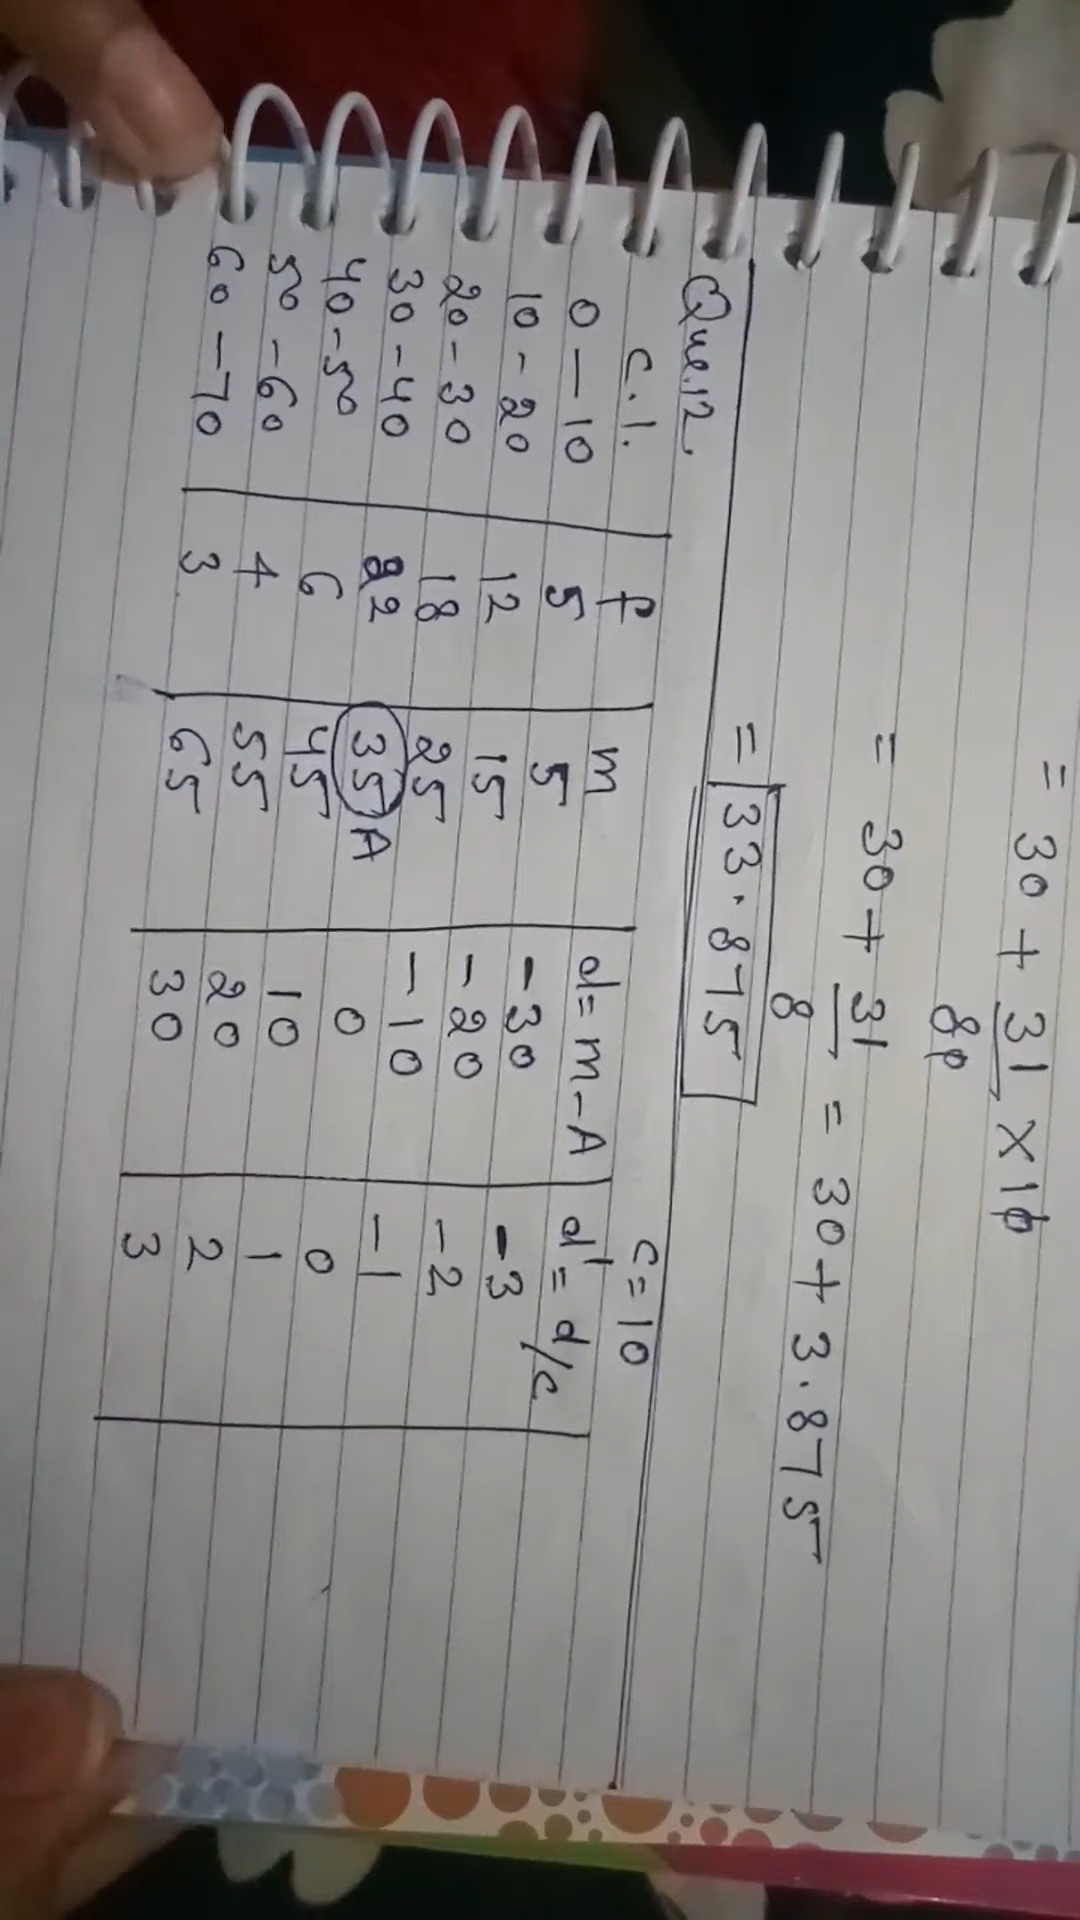 = 30 + 31/80 × 10
= 30 + 31/8 = 30 + 3.875
= 33.875
Que.12. c = 10
C.I. f m d = m - A d' = d/c
0 - 10 5 5 -30 -3
10 - 20 12 15 -20 -2
20 - 30 18 25 -10 -1
30 - 40 22 35 A 0 0
40 - 50 6 45 10 1
50 - 60 4 55 20 2
60 - 70 3 65 30 3